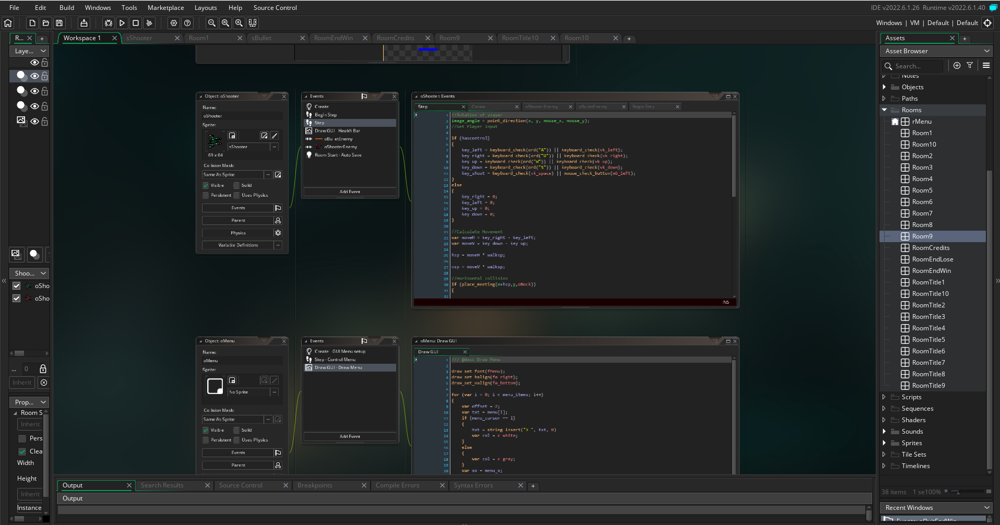 File Edit Build Windows Tools Marketplace Layouts Help Source Control
IDE v2022.6.1.26 Runtime v2022.6.1.40
Windows | VM | Default | Default
R...
Workspace 1 sShooter Room1 sBullet RoomEndWin RoomCredits Room9 RoomTitle10 Room10
Laye...
Shoo...
oSho
oSho
... 0
Inherit
Prop...
Room S
Inherit
Pers
Clea
Width
Height
Inherit
Instance
Object: oShooter
Name:
oShooter
Sprite:
sShooter
69 x 64
Collision Mask:
Same As Sprite
Visible Solid
Persistent Uses Physics
Events
Parent
Physics
Variable Definitions
Events
Create
Begin Step
Step
Draw GUI - Health Bar
oBulletEnemy
oShooterEnemy
Room Start - Auto Save
Add Event
oShooter: Events
Step Create oShooterEnemy oBulletEnemy Begin Step
1 //Rotation of player
2 image_angle = point_direction(x, y, mouse_x, mouse_y);
3 //Get Player Input
4
5 if (hascontrol)
6 {
7 key_left = keyboard_check(ord("A")) || keyboard_check(vk_left);
8 key_right = keyboard_check(ord("D")) || keyboard_check(vk_right);
9 key_up = keyboard_check(ord("W")) || keyboard_check(vk_up);
10 key_down = keyboard_check(ord("S")) || keyboard_check(vk_down);
11 key_shoot = keyboard_check(vk_space) || mouse_check_button(mb_left);
12 }
13 else
14 {
15 key_right = 0;
16 key_left = 0;
17 key_up = 0;
18 key_down = 0;
19 }
20
21 //Calculate Movement
22 var moveH = key_right - key_left;
23 var moveV = key_down - key_up;
24
25 hsp = moveH * walksp;
26
27 vsp = moveV * walksp;
28
29 //Horizontal collision
30 if (place_meeting(x+hsp,y,oRock))
31 {
32
INS
Object: oMenu
Name:
oMenu
Sprite:
No Sprite
Collision Mask:
Same As Sprite
Visible Solid
Persistent Uses Physics
Events
Parent
Events
Create - GUI Menu setup
Step - Control Menu
Draw GUI - Draw Menu
Add Event
oMenu: Draw GUI
Draw GUI
1 /// @desc Draw Menu
2
3 draw_set_font(fMenu);
4 draw_set_halign(fa_right);
5 draw_set_valign(fa_bottom);
6
7 for (var i = 0; i < menu_items; i++)
8 {
9 var offset = 2;
10 var txt = menu[i];
11 if (menu_cursor == i)
12 {
13 txt = string_insert("> ", txt, 0)
14 var col = c_white;
15 }
16 else
17 {
18 var col = c_gray;
19 }
20 var xx = menu_x;
Output Search Results Source Control Breakpoints Compile Errors Syntax Errors
Output
Assets
Asset Browser
Search...
Notes
Objects
Paths
Rooms
rMenu
Room1
Room10
Room2
Room3
Room4
Room5
Room6
Room7
Room8
Room9
RoomCredits
RoomEndLose
RoomEndWin
RoomTitle1
RoomTitle10
RoomTitle2
RoomTitle3
RoomTitle4
RoomTitle5
RoomTitle6
RoomTitle7
RoomTitle8
RoomTitle9
Scripts
Sequences
Shaders
Sounds
Sprites
Tile Sets
Timelines
38 items 1 se100%
Recent Windows
Events: oQuitEndWin